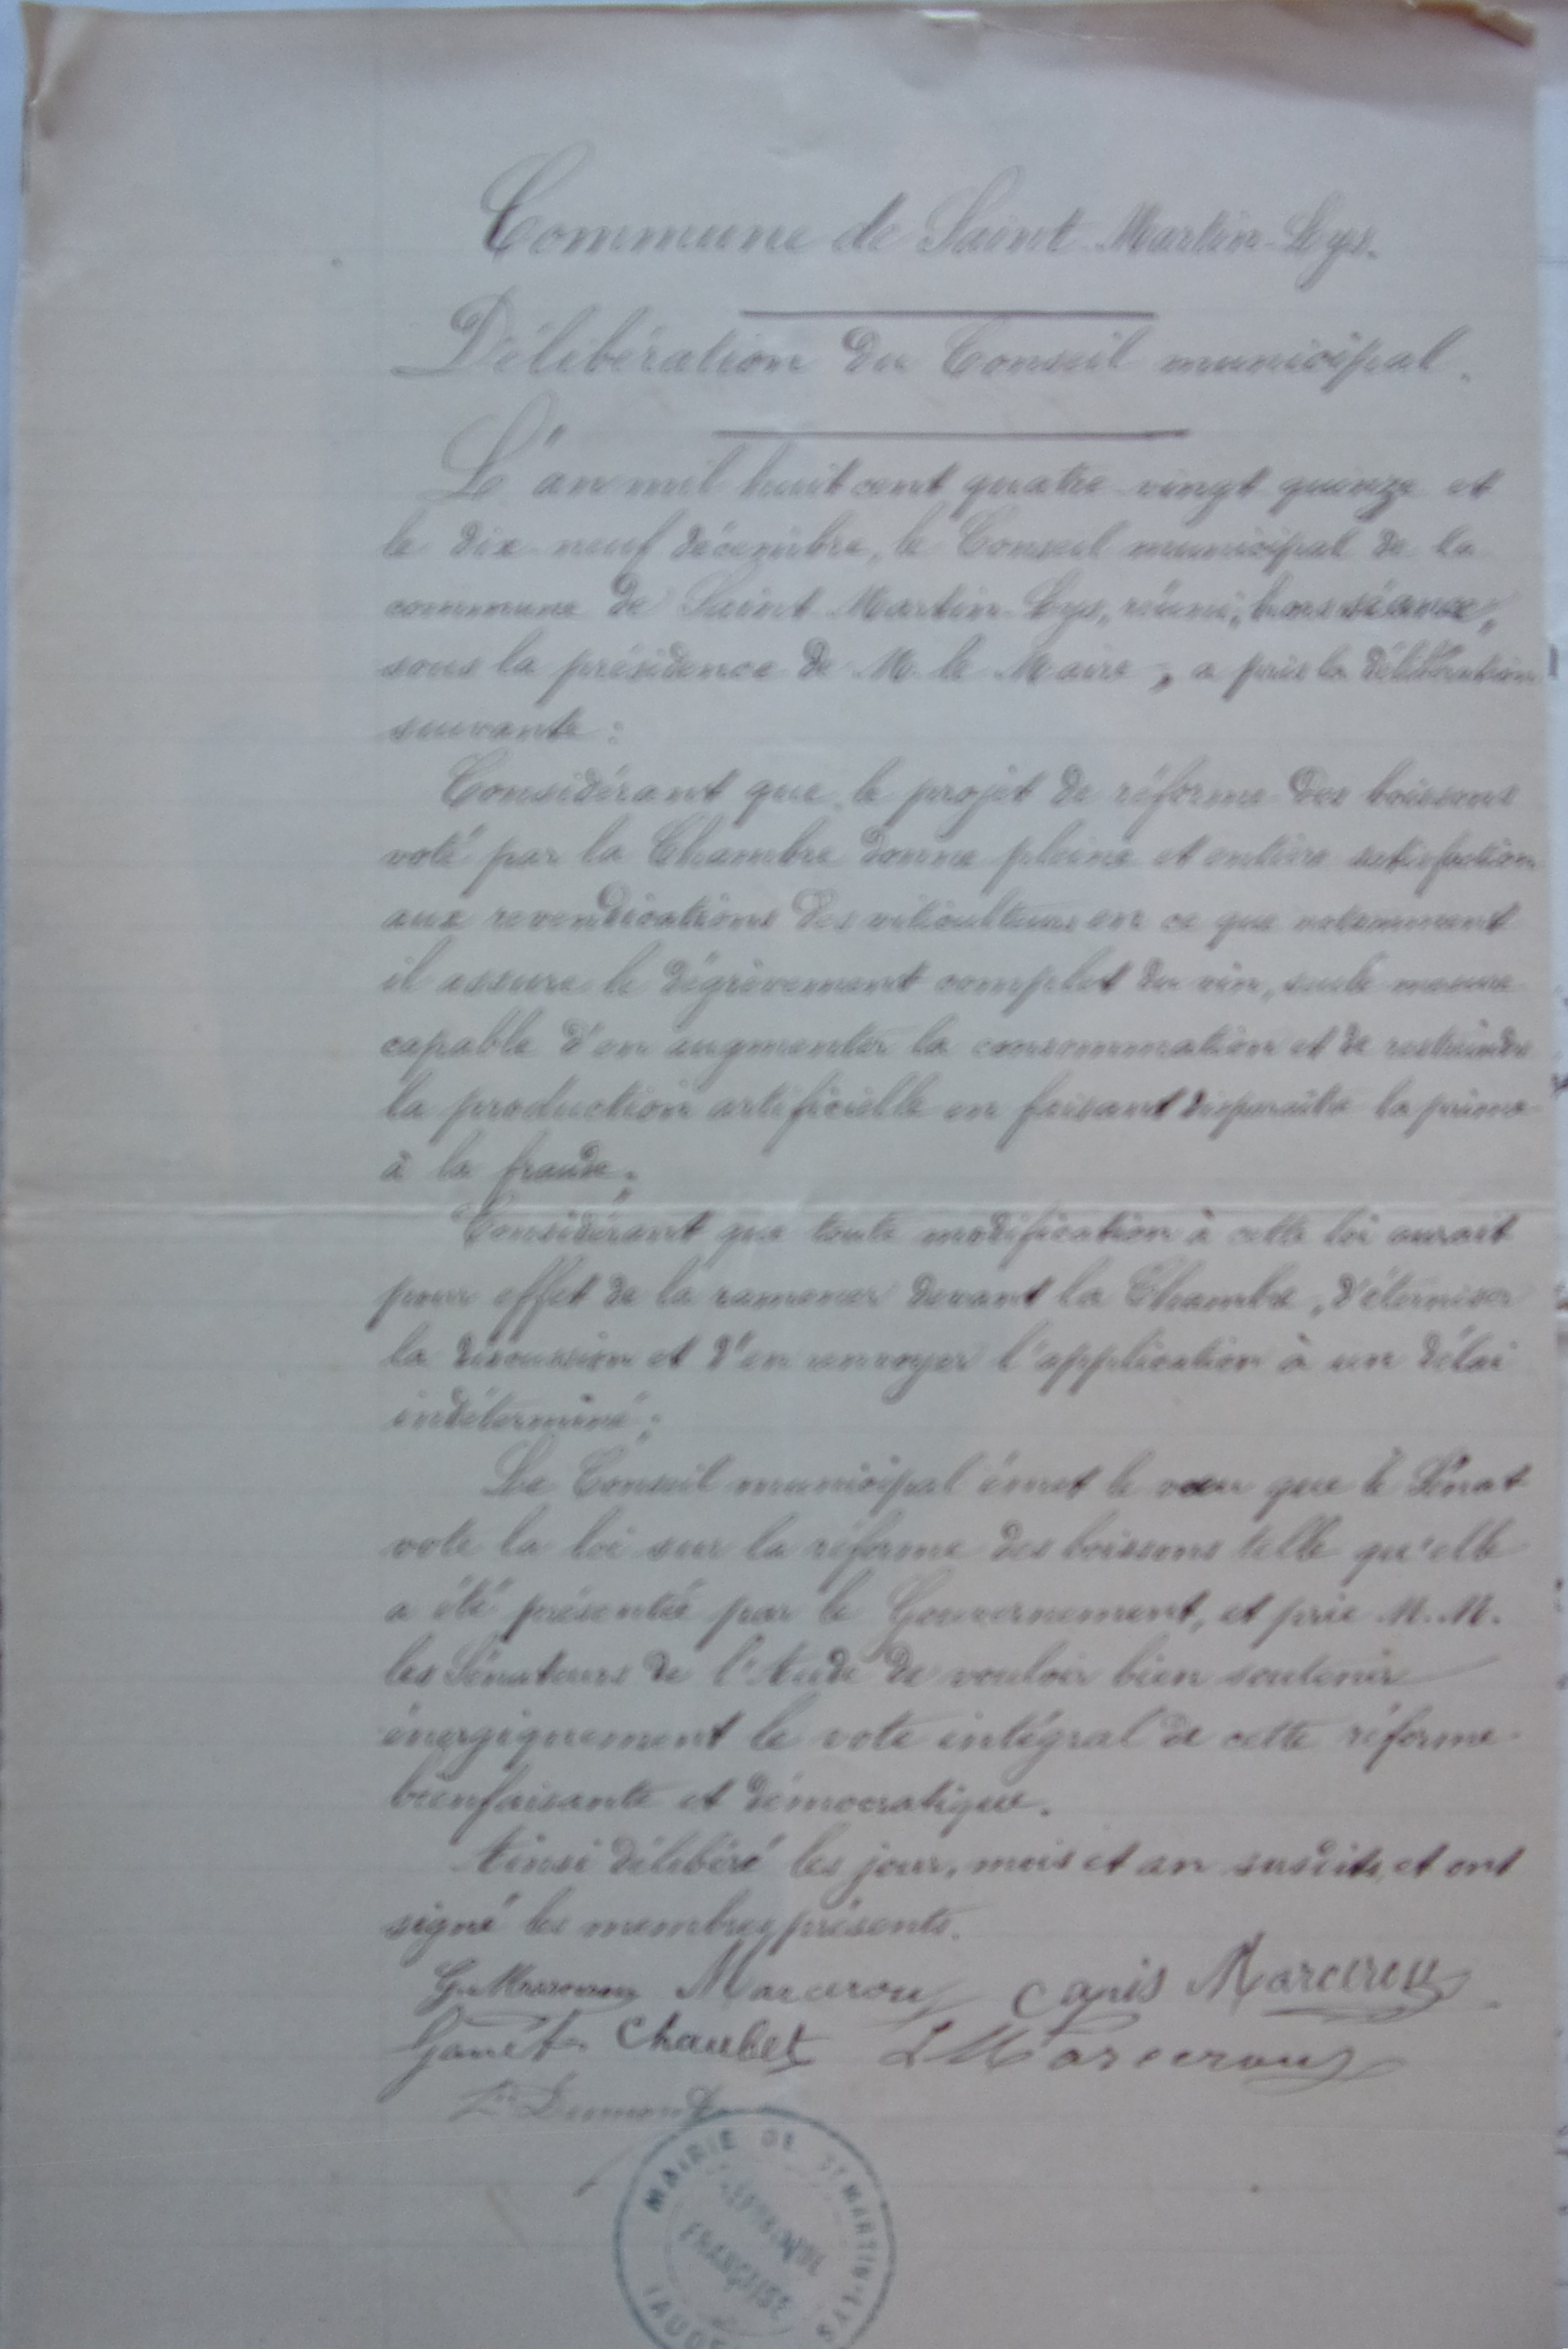 Commune de Saint-Martin-Lys.
Délibération du Conseil municipal.
L'an mil huit cent quatre-vingt quinze et
le dix-neuf décembre, le Conseil municipal de la
commune de Saint-Martin-Lys, réuni, hors séance,
sous la présidence de M. le Maire, a pris la délibération
suivante :
Considérant que le projet de réforme des boissons
voté par la Chambre donne pleine et entière satisfaction
aux revendications des viticulteurs en ce que notamment
il assure le dégrèvement complet du vin, seule mesure
capable d'en augmenter la consommation et de restreindre
la production artificielle en faisant disparaître la prime
à la fraude ;
Considérant que toute modification à cette loi aurait
pour effet de la ramener devant la Chambre, d'éterniser
la discussion et d'en renvoyer l'application à un délai
indéterminé ;
Le Conseil municipal émet le vœu que le Sénat
vote la loi sur la réforme des boissons telle qu'elle
a été présentée par le Gouvernement, et prie M.M.
les Sénateurs de l'Aude de vouloir bien soutenir
énergiquement le vote intégral de cette réforme
bienfaisante et démocratique.
Ainsi délibéré les jour, mois et an susdits, et ont
signé les membres présents.
Marcerou Capis Marcerou
Chaubet L Marcerou
MAIRIE DE ST MARTIN-LYS
RÉPUBLIQUE
FRANÇAISE
(AUDE